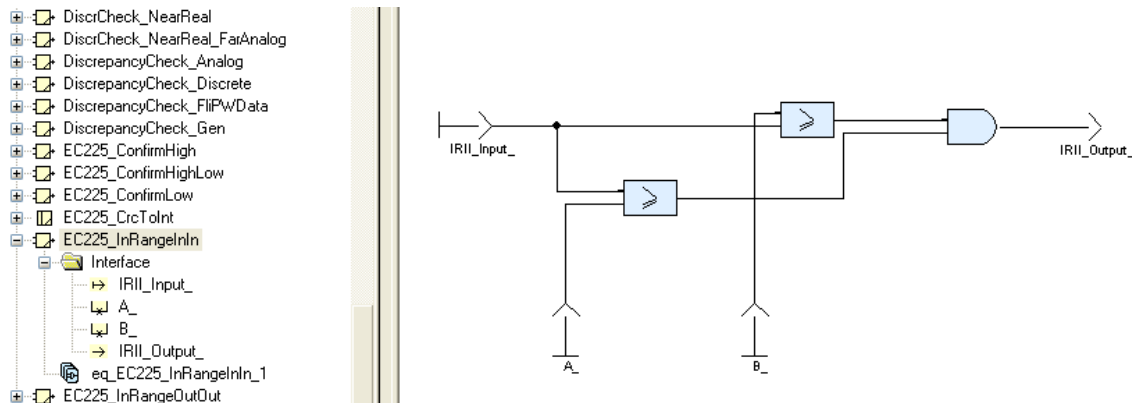 DiscrCheck_NearReal
DiscrCheck_NearReal_FarAnalog
DiscrepancyCheck_Analog
DiscrepancyCheck_Discrete
DiscrepancyCheck_FliPWData
DiscrepancyCheck_Gen
EC225_ConfirmHigh
EC225_ConfirmHighLow
EC225_ConfirmLow
EC225_CrcToInt
EC225_InRangeInIn
Interface
IRII_Input_
A_
B_
IRII_Output_
eq_EC225_InRangeInIn_1
EC225_InRangeOutOut
IRII_Input_
IRII_Output_
A_
B_